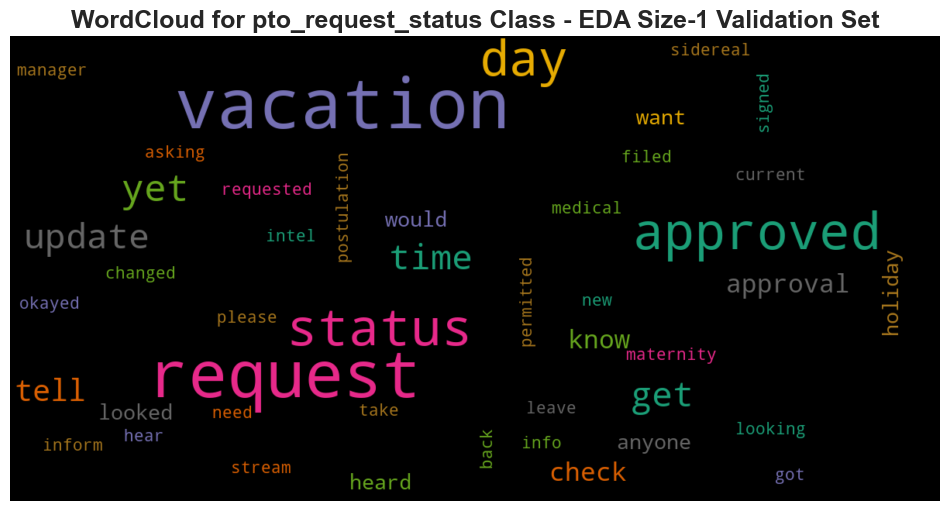 WordCloud for pto_request_status Class - EDA Size-1 Validation Set
day
sidereal
manager
vacation
signed
want
asking
filed
yet
requested
postulation
current
would
medical
update
intel
time
approved
changed
approval
holiday
okayed
please
status
permitted
new
know
maternity
request
tell
get
looked
need
take
leave
looking
inform
hear
back
info
anyone
stream
heard
check
got